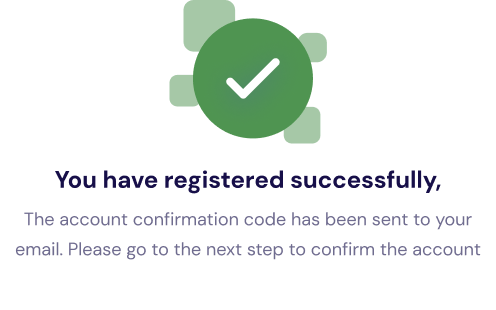 You have registered successfully,
The account confirmation code has been sent to your
email. Please go to the next step to confirm the account